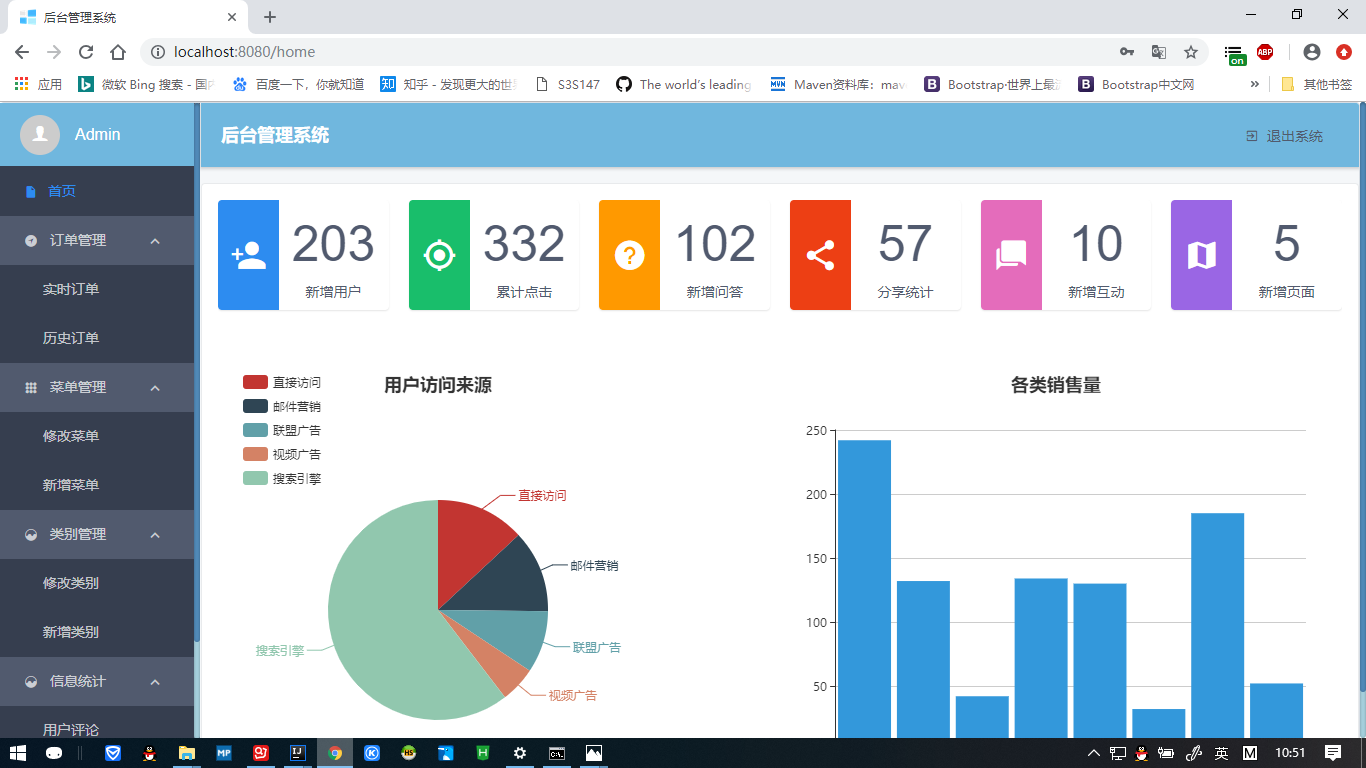 后台管理系统
localhost:8080/home
ABP
on
应用
微软 Bing 搜索 - 国内
百度一下，你就知道
知乎 - 发现更大的世
S3S147
The world's leading
Maven资料库: mav
Bootstrap·世界上最
Bootstrap中文网
»
其他书签
Admin
后台管理系统
退出系统
首页
订单管理
实时订单
历史订单
菜单管理
修改菜单
新增菜单
类别管理
修改类别
新增类别
信息统计
用户评论
203
新增用户
332
累计点击
102
新增问答
57
分享统计
10
新增互动
5
新增页面
直接访问
邮件营销
联盟广告
视频广告
搜索引擎
用户访问来源
直接访问
邮件营销
联盟广告
视频广告
搜索引擎
各类销售量
250
200
150
100
50
英
M
10:51